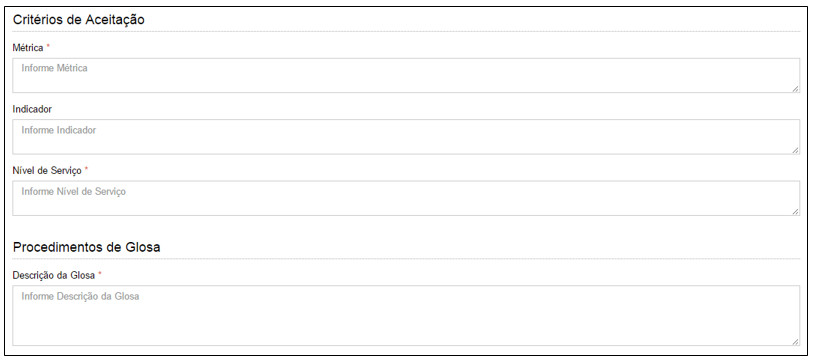 Critérios de Aceitação
Métrica *
Informe Métrica
Indicador
Informe Indicador
Nível de Serviço *
Informe Nível de Serviço
Procedimentos de Glosa
Descrição da Glosa *
Informe Descrição da Glosa